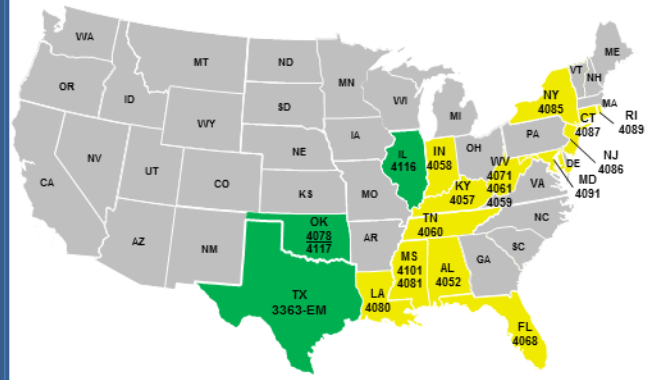 WA
MT
ND
MN
ME
VT
NH
OR
ID
SD
WI
MI
NY
4085
MA
RI
4089
CT
4087
WY
IA
NE
OH
PA
NJ
4086
NV
UT
CO
IL
4116
IN
4058
WV
4071
4061
4059
DE
MD
4091
CA
KS
MO
KY
4057
VA
AZ
NM
OK
4078
4117
AR
TN
4060
NC
SC
MS
4101
4081
AL
4052
GA
TX
3363-EM
LA
4080
FL
4068